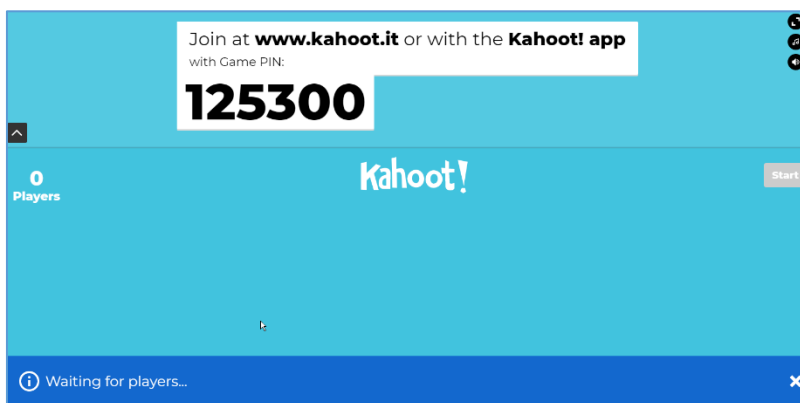 Join at www.kahoot.it or with the Kahoot! app
with Game PIN:
125300
0
Players
Kahoot!
Start
Waiting for players...